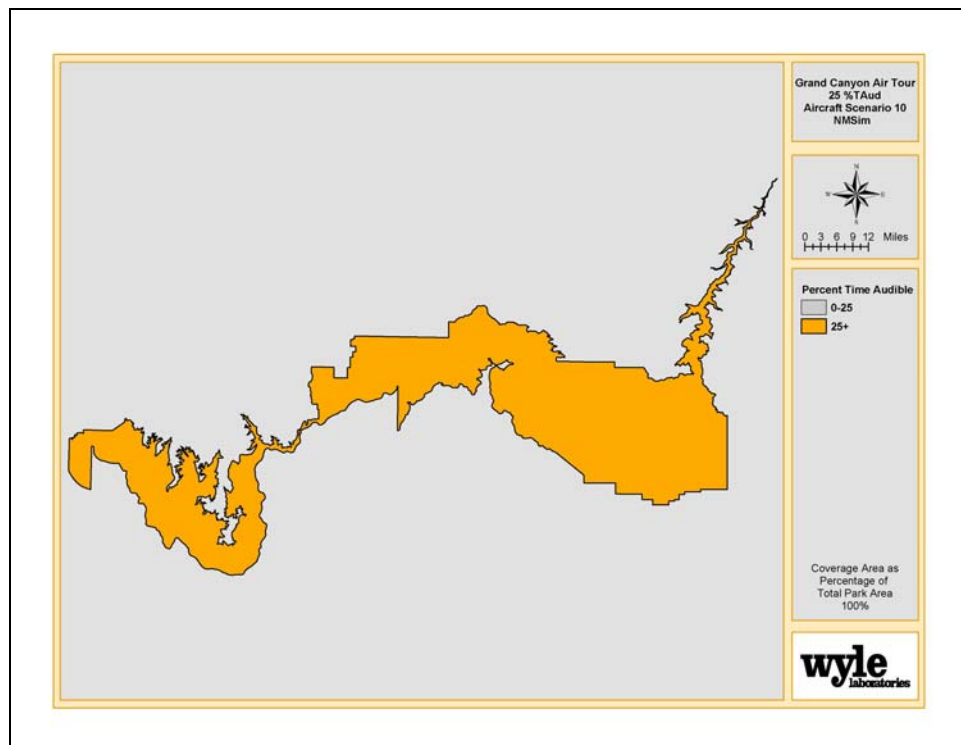 Grand Canyon Air Tour
25 %TAud
Aircraft Scenario 10
NMSim
N
W
E
S
0 3 6 9 12 Miles
Percent Time Audible
0-25
25+
Coverage Area as
Percentage of
Total Park Area
100%
wyle
laboratories